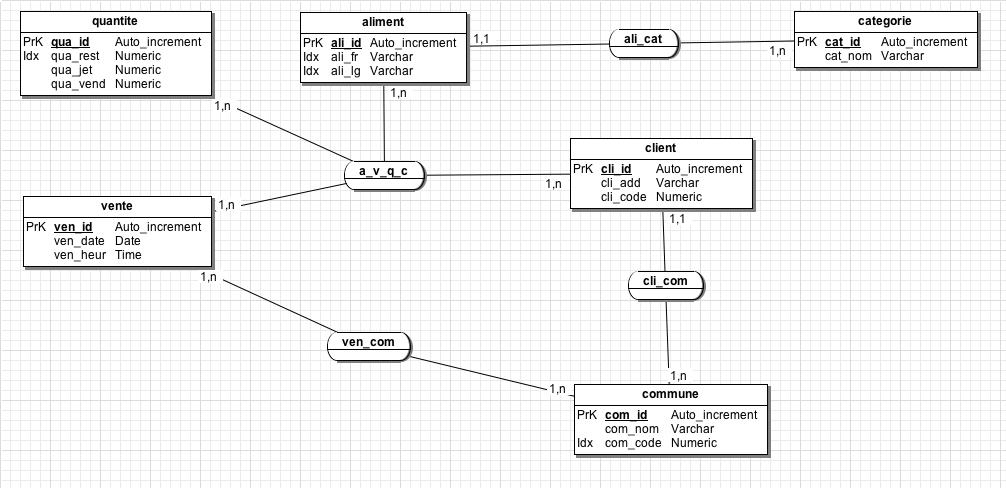 quantite
PrK qua_id Auto_increment
Idx qua_rest Numeric
qua_jet Numeric
qua_vend Numeric
1,n
aliment
PrK ali_id Auto_increment
Idx ali_fr Varchar
Idx ali_lg Varchar
1,1
1,n
ali_cat
categorie
PrK cat_id Auto_increment
cat_nom Varchar
1,n
a_v_q_c
client
PrK cli_id Auto_increment
cli_add Varchar
cli_code Numeric
1,n
1,1
vente
PrK ven_id Auto_increment
ven_date Date
ven_heur Time
1,n
1,n
cli_com
ven_com
1,n
1,n
commune
PrK com_id Auto_increment
com_nom Varchar
Idx com_code Numeric